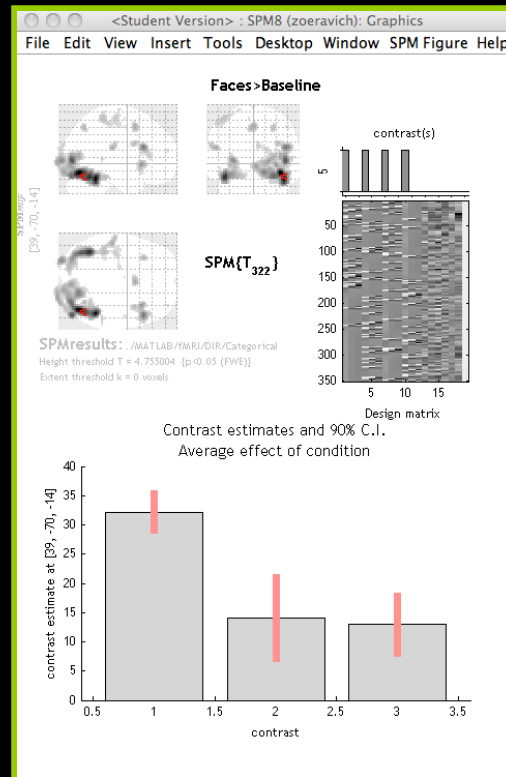 <Student Version> : SPM8 (zoeravich): Graphics
File Edit View Insert Tools Desktop Window SPM Figure Help
Faces>Baseline
contrast(s)
5
SPMmip
[39, -70, -14]
SPM{T322}
50
100
150
200
250
300
350
5 10 15
Design matrix
SPMresults: ./MATLAB/fMRI/DIR/Categorical
Height threshold T = 4.755004 {p<0.05 (FWE)}
Extent threshold k = 0 voxels
Contrast estimates and 90% C.I.
Average effect of condition
contrast estimate at [39, -70, -14]
40
35
30
25
20
15
10
5
0
0.5 1 1.5 2 2.5 3 3.5
contrast